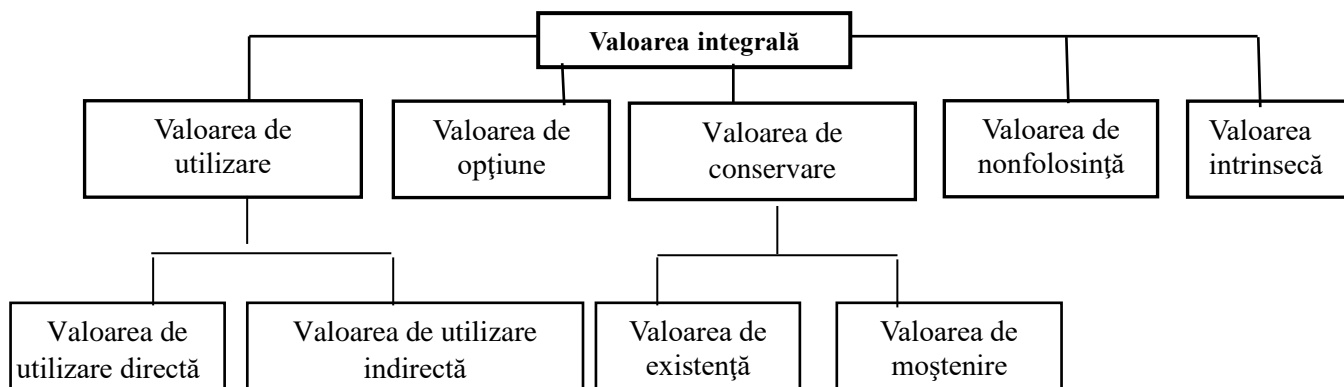 Valoarea integrală
Valoarea de
utilizare
Valoarea de
opţiune
Valoarea de
conservare
Valoarea de
nonfolosinţă
Valoarea
intrinsecă
Valoarea de
utilizare directă
Valoarea de utilizare
indirectă
Valoarea de
existenţă
Valoarea de
moştenire